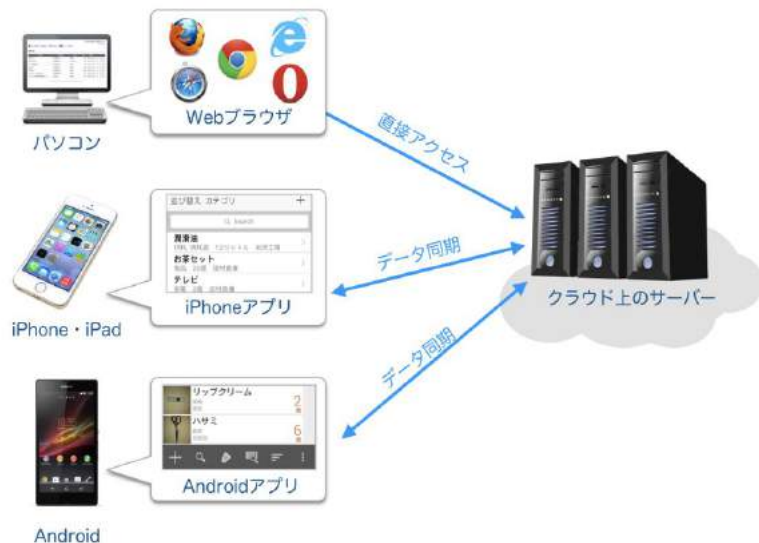 パソコン
Webブラウザ
直接アクセス
並び替え カテゴリ
+
Search
潤滑油
お茶セット
テレビ
iPhone・iPad
iPhoneアプリ
データ同期
クラウド上のサーバー
データ同期
リップクリーム
2
ハサミ
6
Android
Androidアプリ